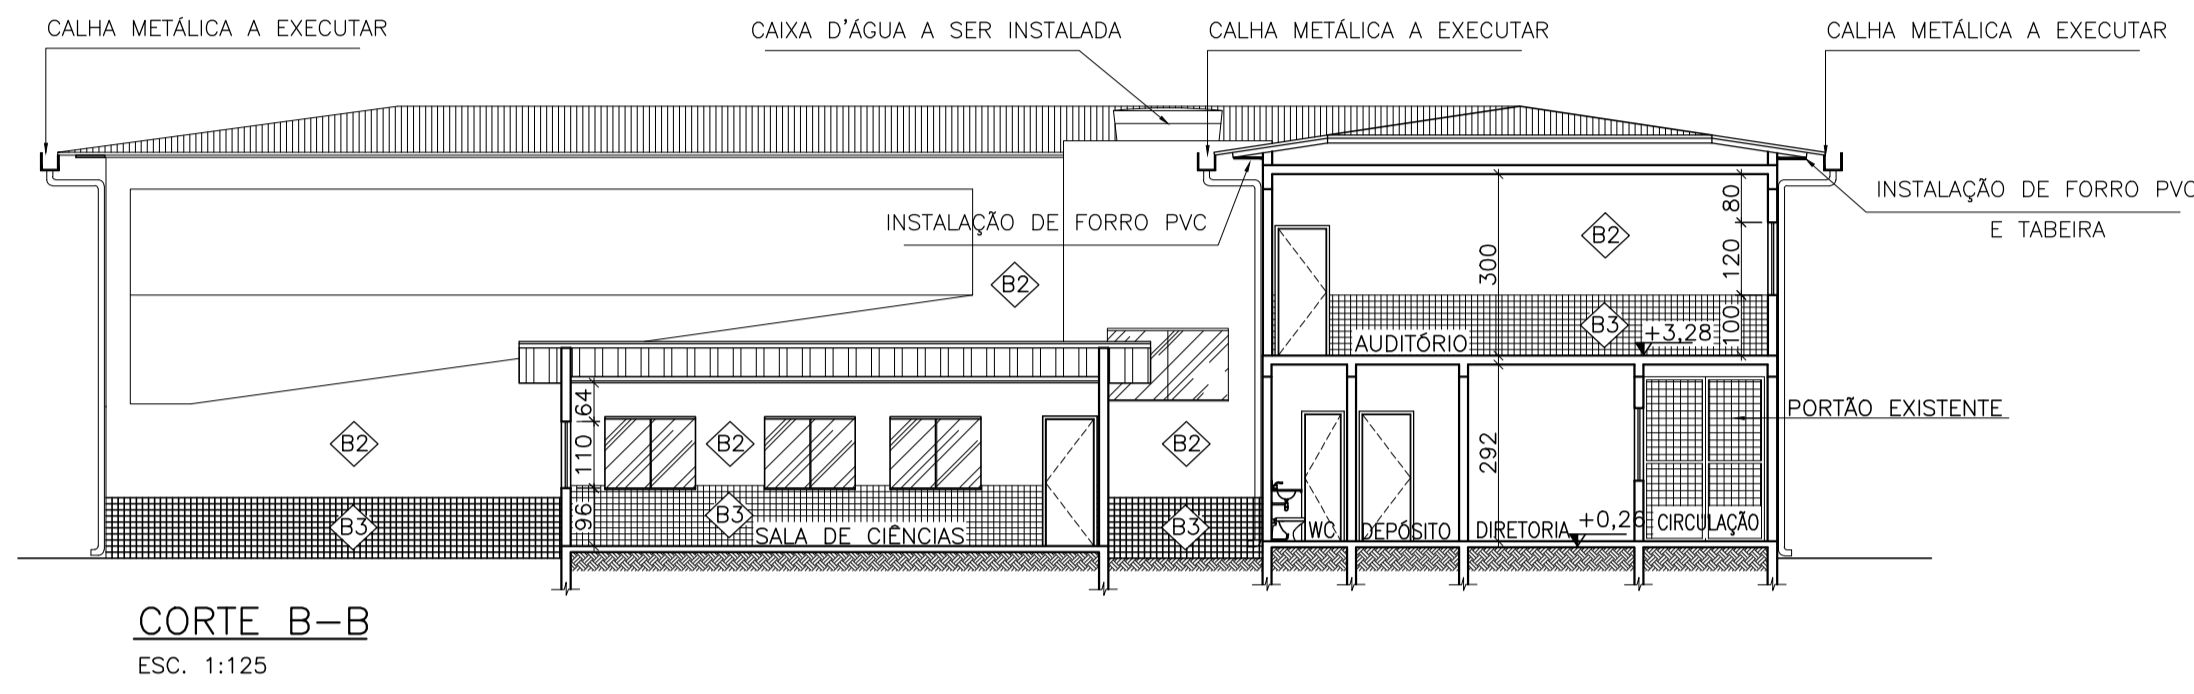 CALHA METÁLICA A EXECUTAR
CAIXA D'ÁGUA A SER INSTALADA
CALHA METÁLICA A EXECUTAR
CALHA METÁLICA A EXECUTAR
INSTALAÇÃO DE FORRO PVC
INSTALAÇÃO DE FORRO PVC
E TABEIRA
B2
B2
300
80
120
100
B3
AUDITÓRIO
+3,28
PORTÃO EXISTENTE
B2
B2
B2
64
110
96
292
B3
B3
B3
SALA DE CIÊNCIAS
WC
DEPÓSITO
DIRETORIA
+0,26
CIRCULAÇÃO
CORTE B-B
ESC. 1:125